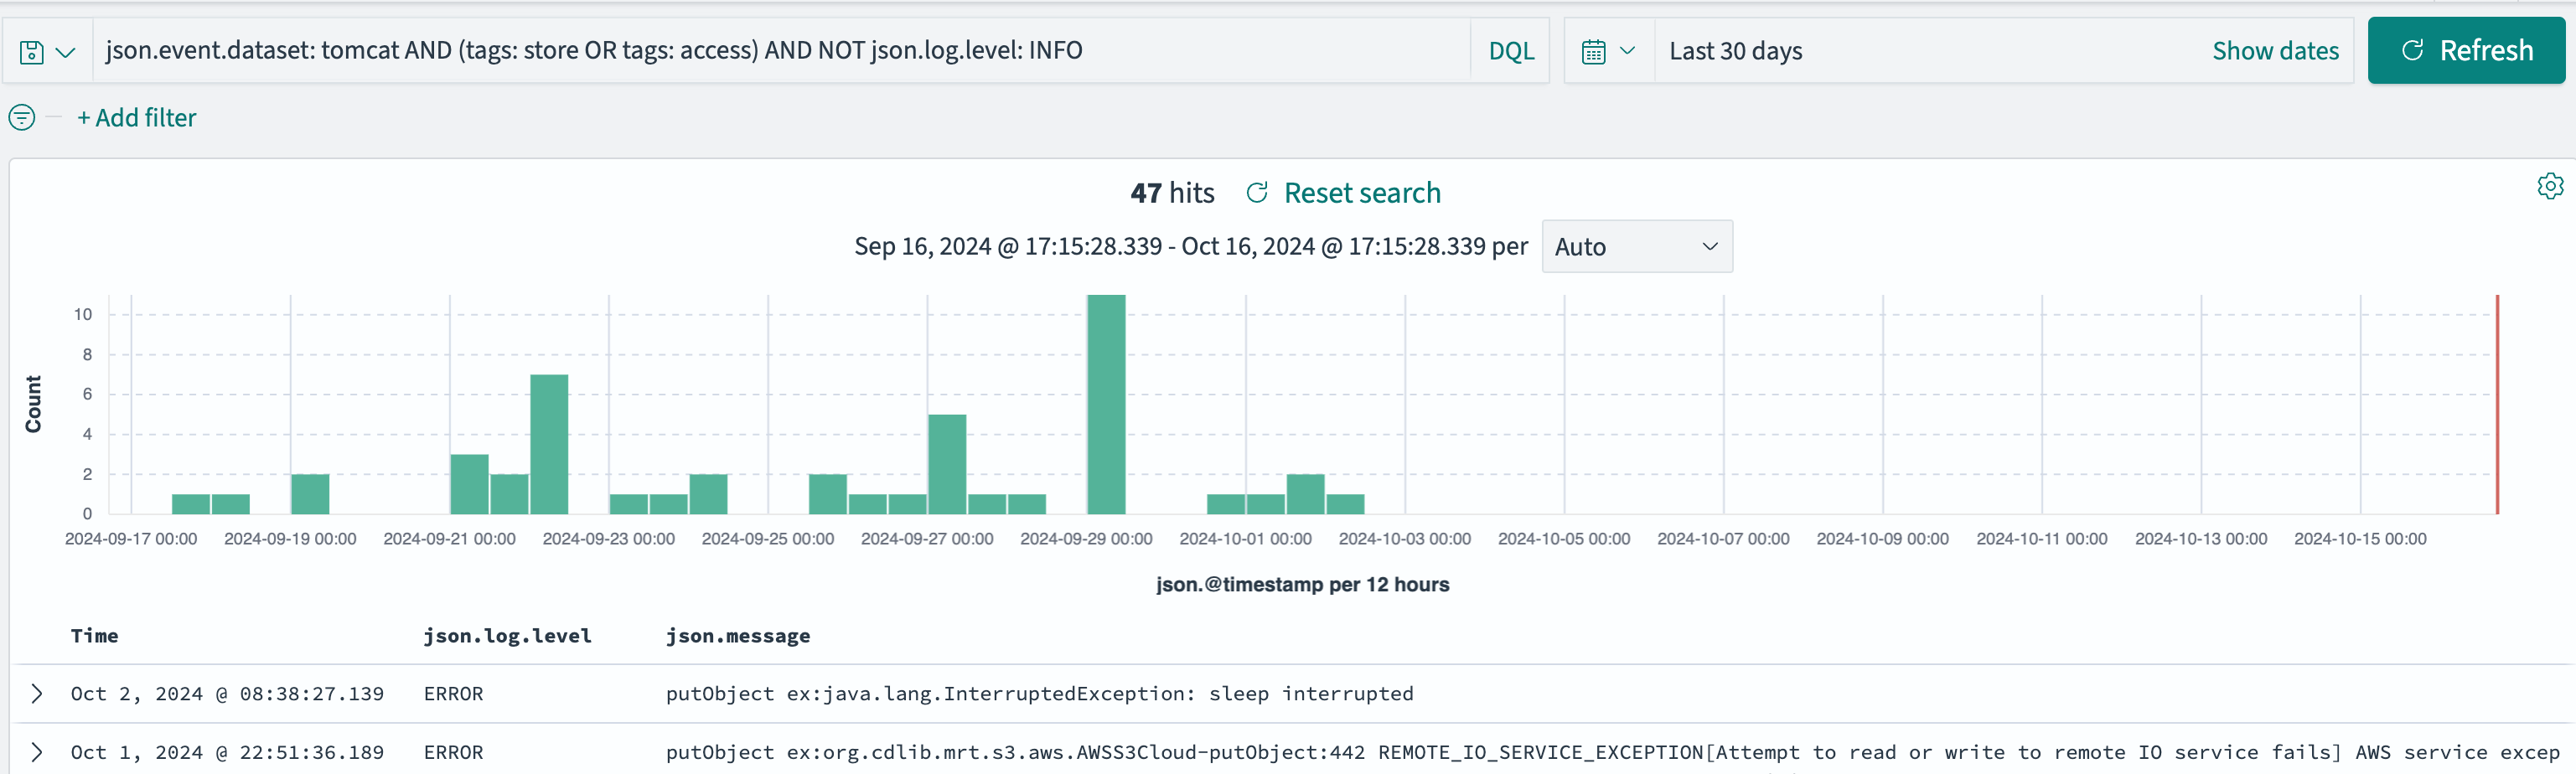 json.event.dataset: tomcat AND (tags: store OR tags: access) AND NOT json.log.level: INFO DQL Last 30 days Show dates Refresh
+ Add filter
47 hits Reset search
Sep 16, 2024 @ 17:15:28.339 - Oct 16, 2024 @ 17:15:28.339 per Auto
Count
10
8
6
4
2
0
2024-09-17 00:00 2024-09-19 00:00 2024-09-21 00:00 2024-09-23 00:00 2024-09-25 00:00 2024-09-27 00:00 2024-09-29 00:00 2024-10-01 00:00 2024-10-03 00:00 2024-10-05 00:00 2024-10-07 00:00 2024-10-09 00:00 2024-10-11 00:00 2024-10-13 00:00 2024-10-15 00:00
json.@timestamp per 12 hours
Time json.log.level json.message
Oct 2, 2024 @ 08:38:27.139 ERROR putObject ex:java.lang.InterruptedException: sleep interrupted
Oct 1, 2024 @ 22:51:36.189 ERROR putObject ex:org.cdlib.mrt.s3.aws.AWSS3Cloud-putObject:442 REMOTE_IO_SERVICE_EXCEPTION[Attempt to read or write to remote IO service fails] AWS service excep